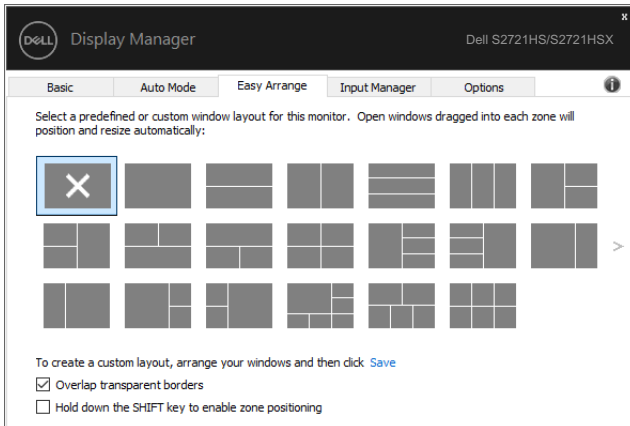 x
DELL Display Manager Dell S2721HS/S2721HSX
Basic Auto Mode Easy Arrange Input Manager Options
Select a predefined or custom window layout for this monitor. Open windows dragged into each zone will
position and resize automatically:
To create a custom layout, arrange your windows and then click Save
Overlap transparent borders
Hold down the SHIFT key to enable zone positioning